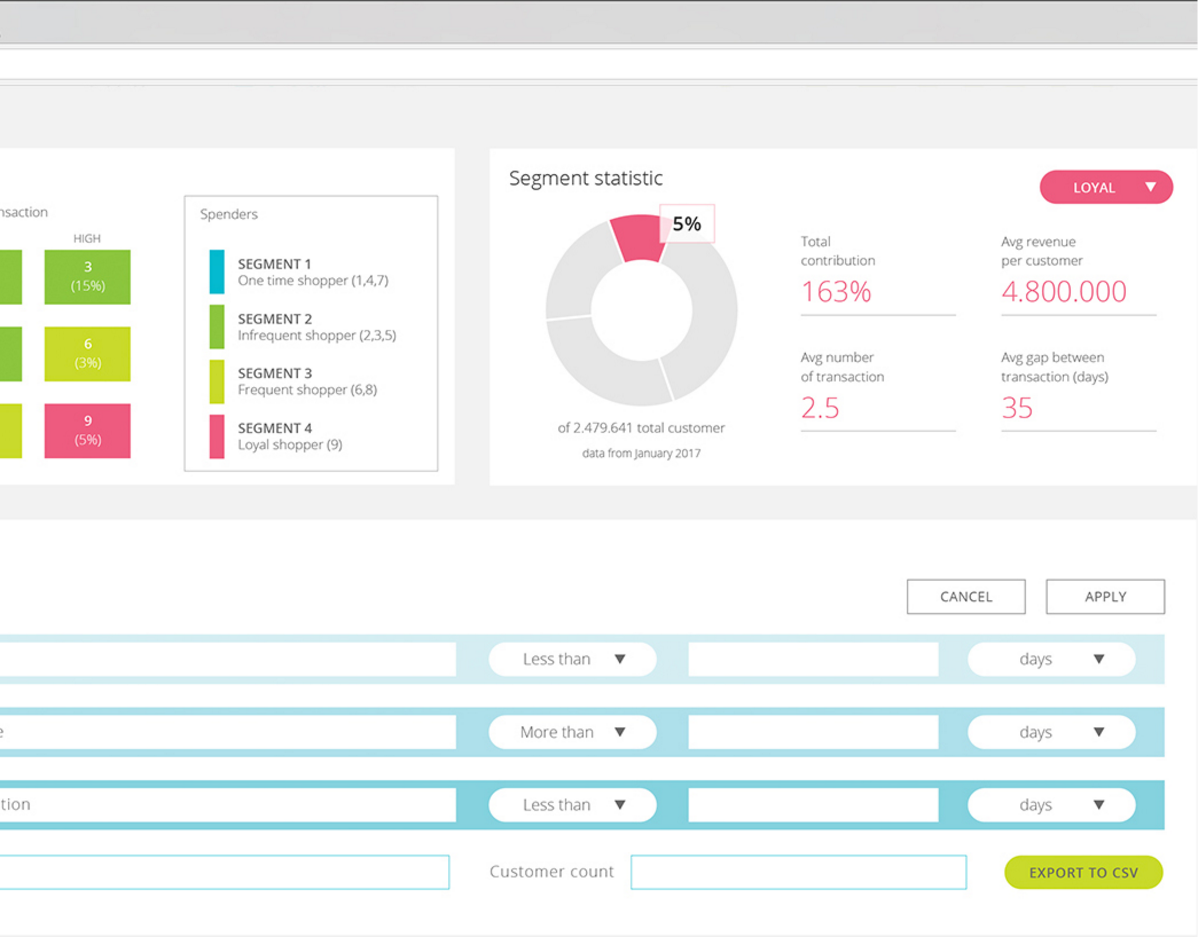 nsaction
HIGH
3
(15%)
6
(3%)
9
(5%)
Spenders
SEGMENT 1
One time shopper (1,4,7)
SEGMENT 2
Infrequent shopper (2,3,5)
SEGMENT 3
Frequent shopper (6,8)
SEGMENT 4
Loyal shopper (9)
Segment statistic
LOYAL
5%
of 2.479.641 total customer
data from January 2017
Total
contribution
163%
Avg revenue
per customer
4.800.000
Avg number
of transaction
2.5
Avg gap between
transaction (days)
35
CANCEL
APPLY
Less than
days
e
More than
days
tion
Less than
days
Customer count
EXPORT TO CSV